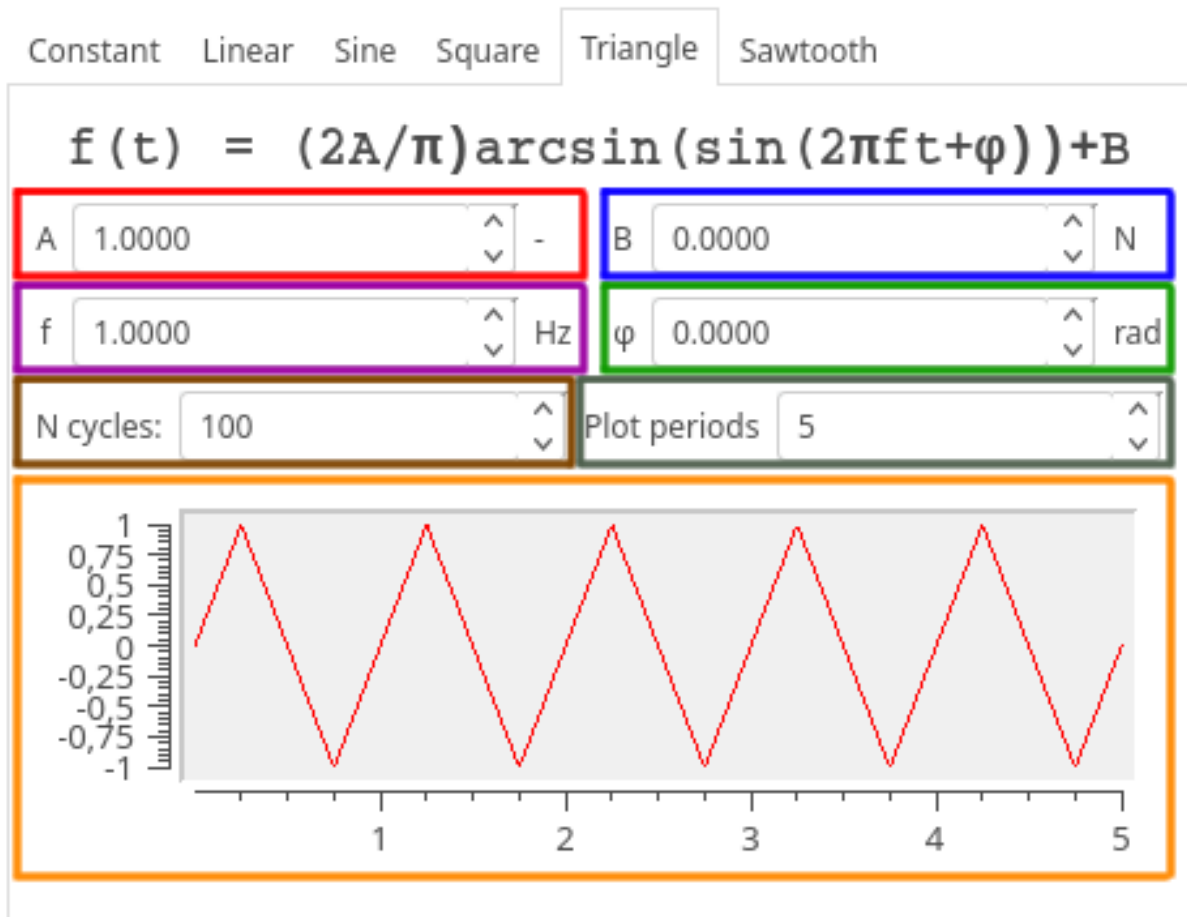 Constant Linear Sine Square Triangle Sawtooth
f(t) = (2A/π)arcsin(sin(2πft+φ))+B
A 1.0000 - B 0.0000 N
f 1.0000 Hz φ 0.0000 rad
N cycles: 100 Plot periods 5
1
0,75
0,5
0,25
0
-0,25
-0,5
-0,75
-1
1 2 3 4 5